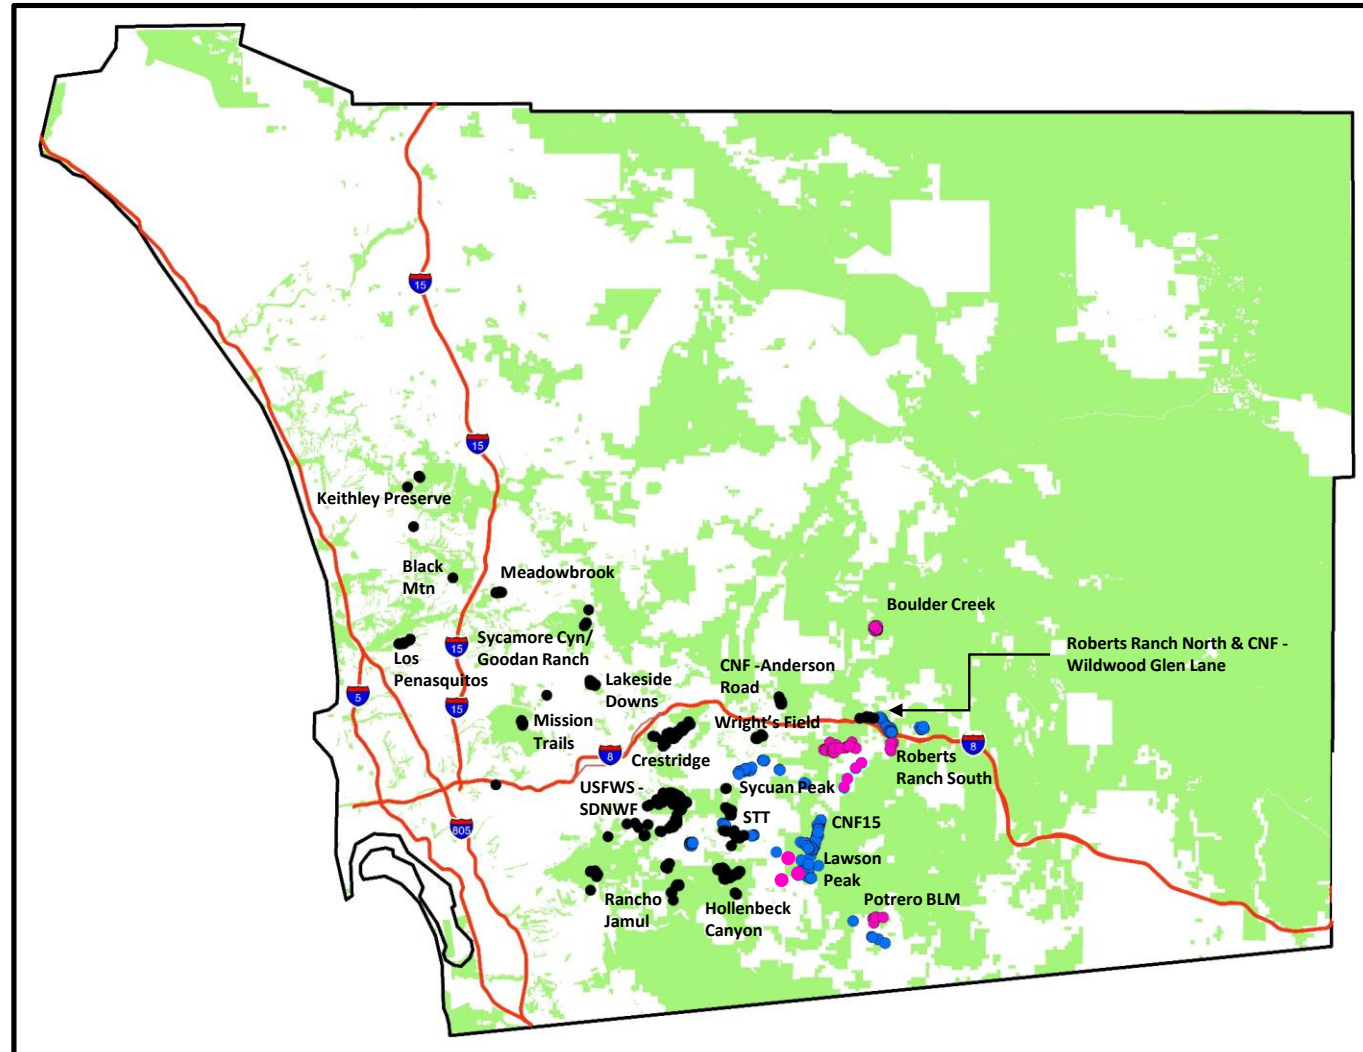 15
15
Keithley Preserve
Black
Mtn
Meadowbrook
Boulder Creek
Sycamore Cyn/
Goodan Ranch
15
Los
Penasquitos
Roberts Ranch North & CNF -
Wildwood Glen Lane
CNF -Anderson
Road
Lakeside
Downs
5
15
Mission
Trails
Wright's Field
8
8
Crestridge
Roberts
Ranch South
USFWS -
SDNWF
Sycuan Peak
STT
CNF15
805
Lawson
Peak
Rancho
Jamul
Hollenbeck
Canyon
Potrero BLM